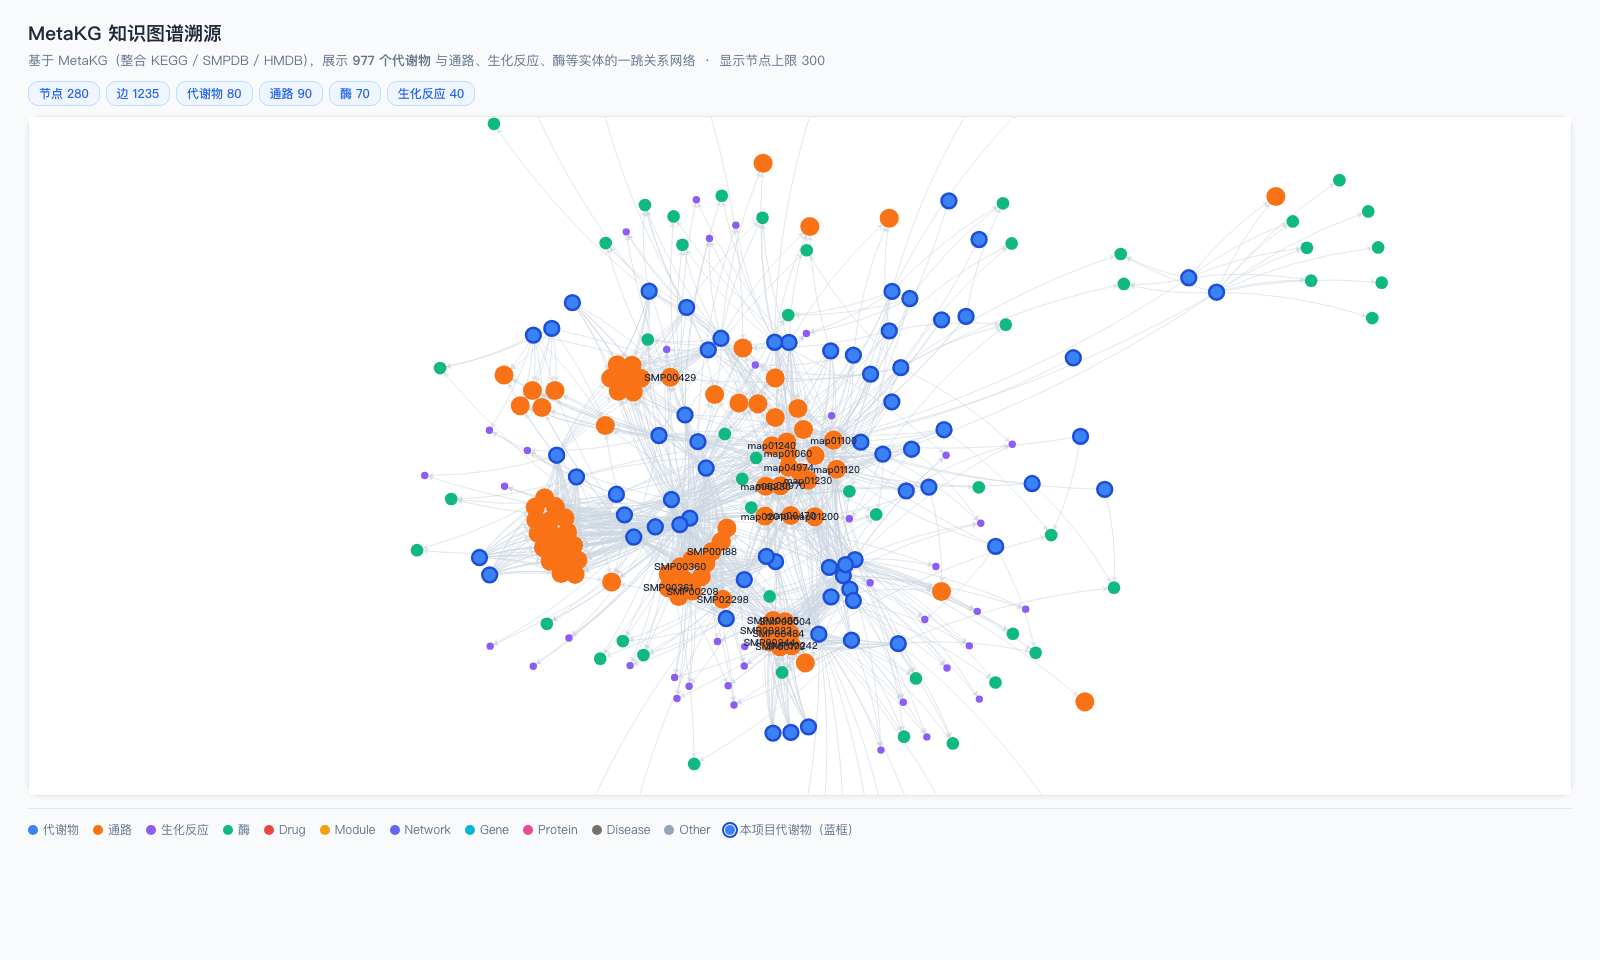 MetaKG 知识图谱溯源
基于 MetaKG（整合 KEGG / SMPDB / HMDB），展示 977 个代谢物 与通路、生化反应、酶等实体的一跳关系网络 · 显示节点上限 300
节点 280 边 1235 代谢物 80 通路 90 酶 70 生化反应 40
SMP00429
map01100
map01240
map01060
map04974
map01120
map01230
map01200
SMP00188
SMP00360
SMP00361
SMP00208
SMP02298
代谢物 通路 生化反应 酶 Drug Module Network Gene Protein Disease Other 本项目代谢物（蓝框）